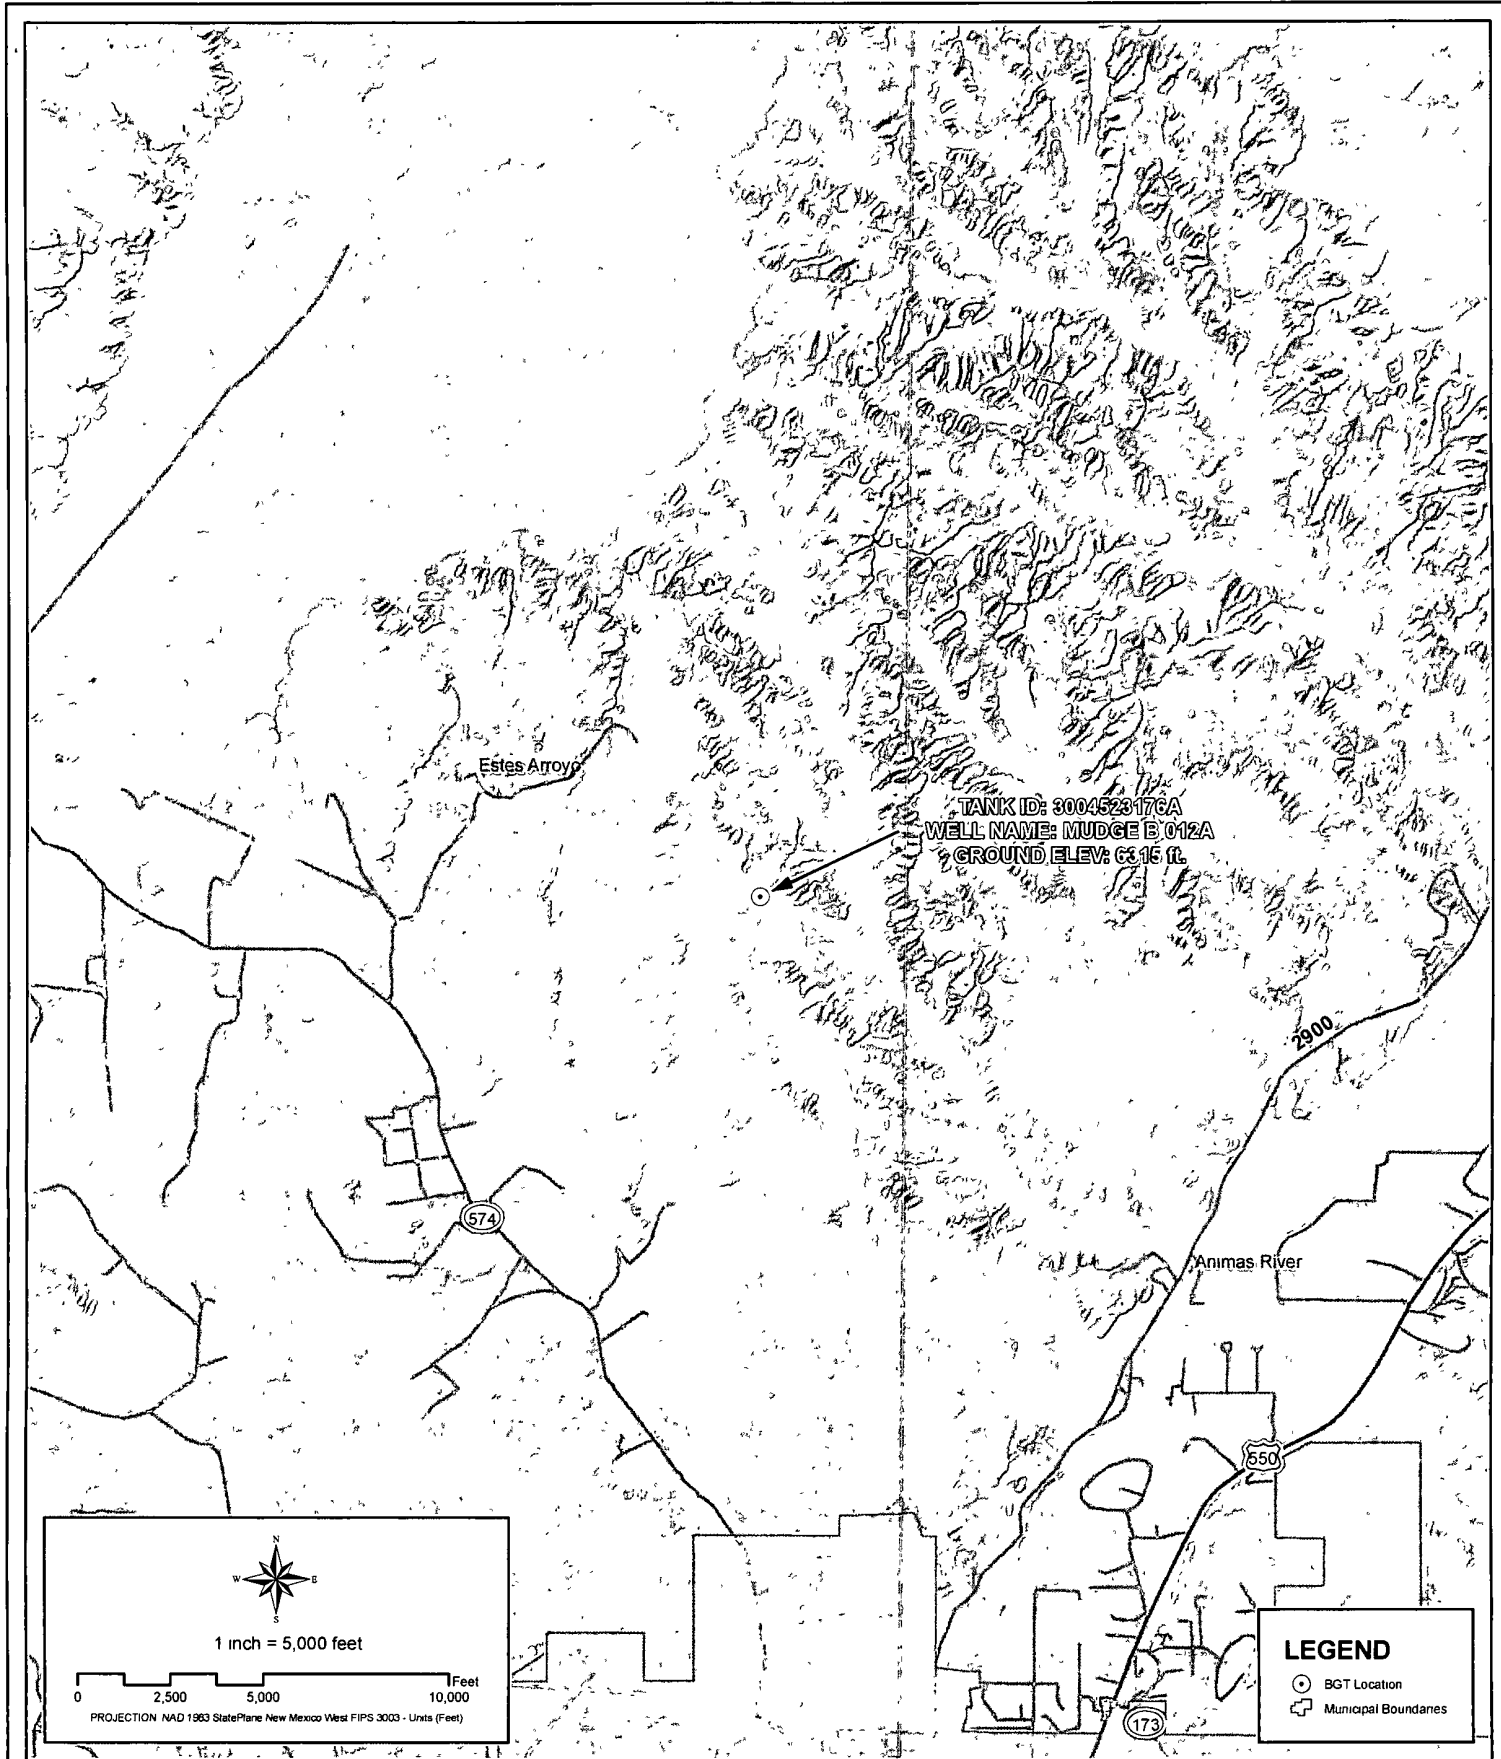 Estes Arroyo
TANK ID: 3004523176A
WELL NAME: MUDGE B 012A
GROUND ELEV: 6315 ft.
2900
574
Animas River
550
N
W E
S
1 inch = 5,000 feet
Feet
0 2,500 5,000 10,000
PROJECTION NAD 1983 StatePlane New Mexico West FIPS 3003 - Units (Feet)
LEGEND
BGT Location
Municipal Boundaries
173